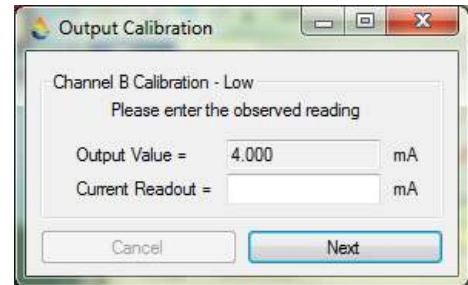 Output Calibration
Channel B Calibration - Low
Please enter the observed reading
Output Value = 4.000 mA
Current Readout = mA
Cancel Next